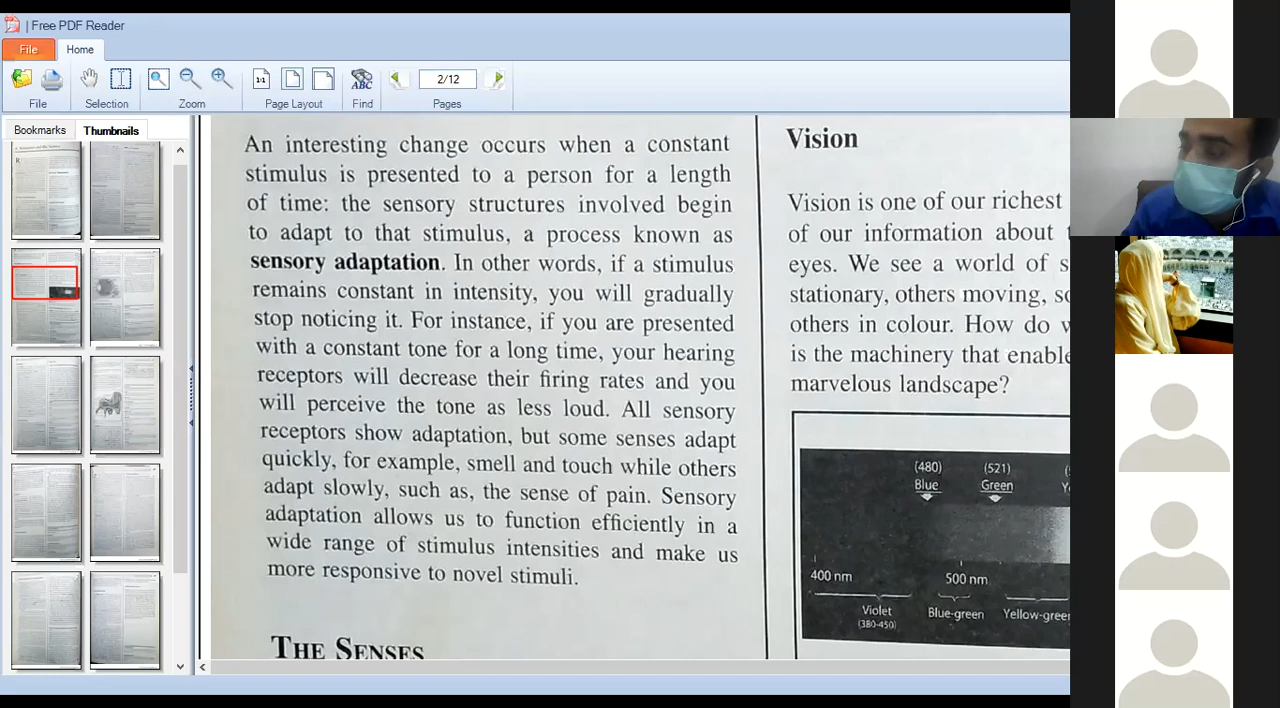 | Free PDF Reader
File
Home
2/12
File
Selection
Zoom
Page Layout
Find
Pages
1:1
ABC
Bookmarks
Thumbnails
An interesting change occurs when a constant
stimulus is presented to a person for a length
of time: the sensory structures involved begin
to adapt to that stimulus, a process known as
sensory adaptation. In other words, if a stimulus
remains constant in intensity, you will gradually
stop noticing it. For instance, if you are presented
with a constant tone for a long time, your hearing
receptors will decrease their firing rates and you
will perceive the tone as less loud. All sensory
receptors show adaptation, but some senses adapt
quickly, for example, smell and touch while others
adapt slowly, such as, the sense of pain. Sensory
adaptation allows us to function efficiently in a
wide range of stimulus intensities and make us
more responsive to novel stimuli.
THE SENSES
Vision
Vision is one of our richest
of our information about
eyes. We see a world of
stationary, others moving,
others in colour. How do
is the machinery that
marvelous landscape?
(480)
Blue
(521)
Green
400 nm
500 nm
Violet
(380-450)
Blue-green